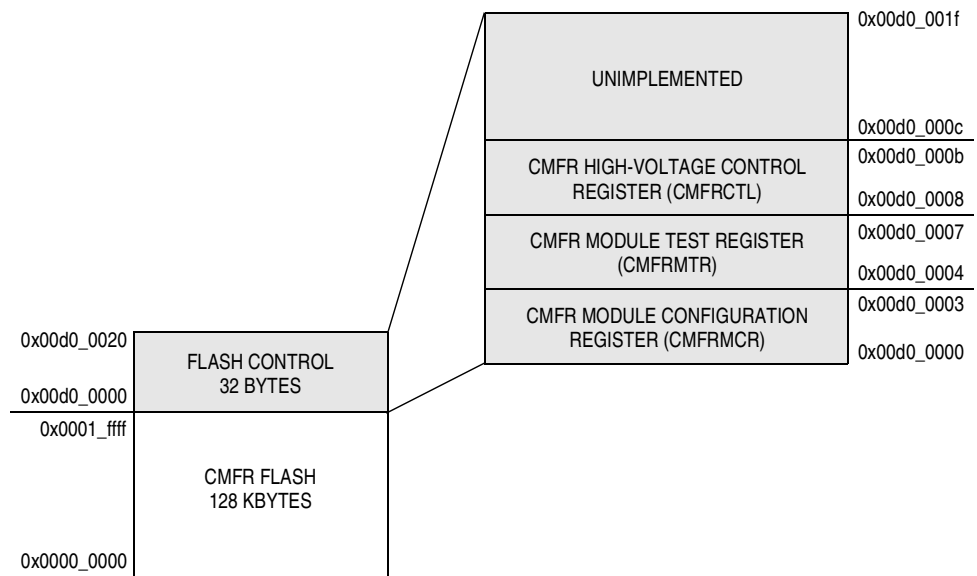 0x00d0_001f
UNIMPLEMENTED
0x00d0_000c
CMFR HIGH-VOLTAGE CONTROL
REGISTER (CMFRCTL)
0x00d0_000b
0x00d0_0008
CMFR MODULE TEST REGISTER
(CMFRMTR)
0x00d0_0007
0x00d0_0004
CMFR MODULE CONFIGURATION
REGISTER (CMFRMCR)
0x00d0_0003
0x00d0_0000
0x00d0_0020
FLASH CONTROL
32 BYTES
0x00d0_0000
0x0001_ffff
CMFR FLASH
128 KBYTES
0x0000_0000